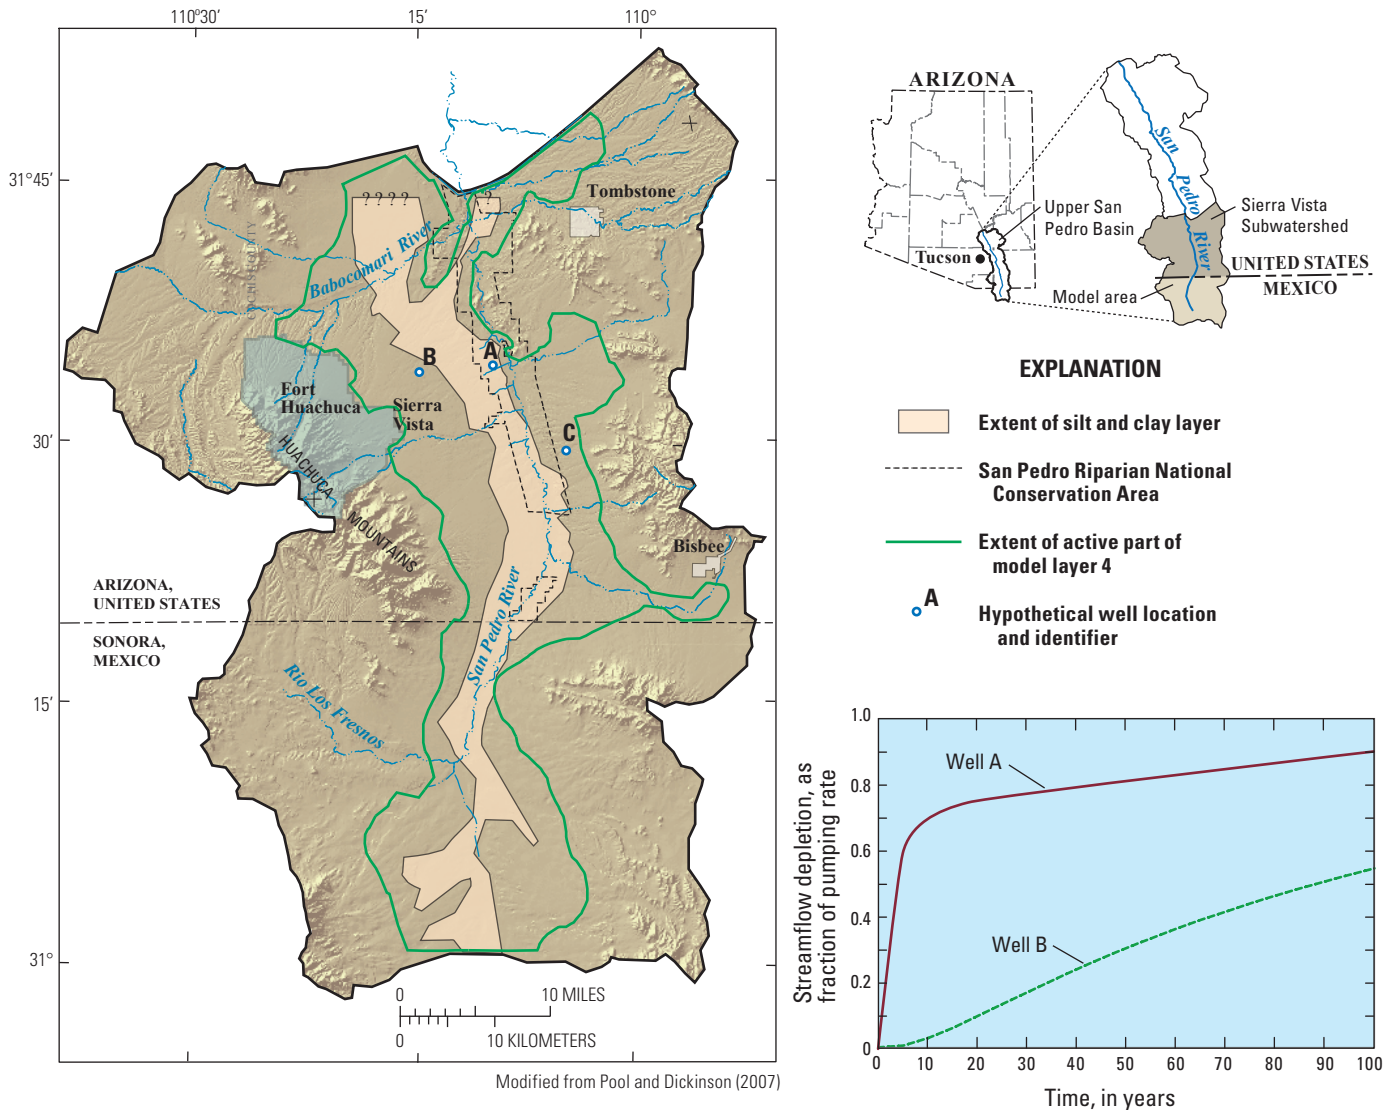 110°30' 15' 110°
31°45'
30'
15'
31°
? ? ? ?
?
Tombstone
Babocomari River
COCHISE COUNTY
B
A
Fort
Huachuca
Sierra
Vista
C
HUACHUCA
MOUNTAINS
Bisbee
ARIZONA,
UNITED STATES
SONORA,
MEXICO
San Pedro River
Rio Los Fresnos
0 10 MILES
0 10 KILOMETERS
Modified from Pool and Dickinson (2007)
ARIZONA
Upper San
Pedro Basin
Tucson
San
Pedro
River
Sierra Vista
Subwatershed
UNITED STATES
MEXICO
Model area
EXPLANATION
Extent of silt and clay layer
San Pedro Riparian National
Conservation Area
Extent of active part of
model layer 4
A
Hypothetical well location
and identifier
Streamflow depletion, as
fraction of pumping rate
1.0
0.8
0.6
0.4
0.2
0
Well A
Well B
0 10 20 30 40 50 60 70 80 90 100
Time, in years